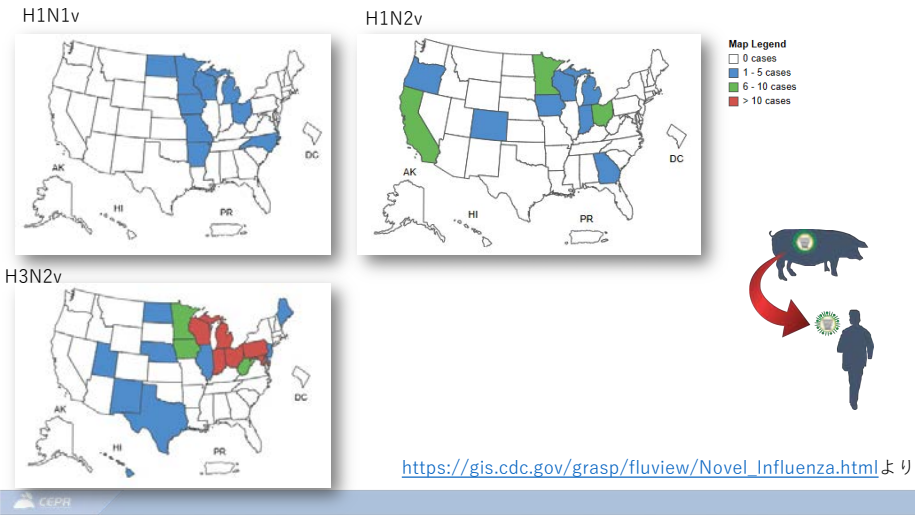 H1N1v
H1N2v
Map Legend
0 cases
1 - 5 cases
6 - 10 cases
> 10 cases
DC
AK
HI
PR
DC
AK
HI
PR
H3N2v
DC
AK
HI
PR
https://gis.cdc.gov/grasp/fluview/Novel_Influenza.htmlより
CEPR